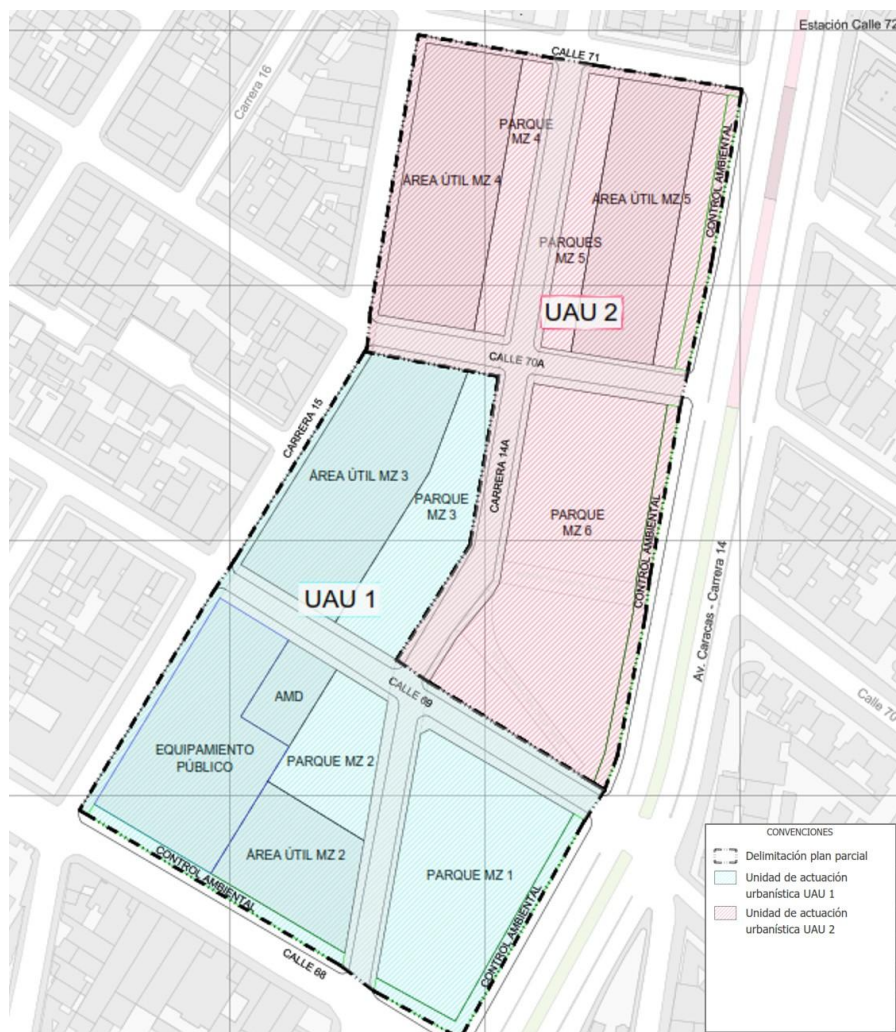 Estación Calle 72
CALLE 71
Carrera 16
PARQUE
MZ 4
ÁREA ÚTIL MZ 4
ÁREA ÚTIL MZ 5
CONTROL AMBIENTAL
PARQUES
MZ 5
UAU 2
CALLE 70A
CARRERA 15
ÁREA ÚTIL MZ 3
PARQUE
MZ 3
CARRERA 14A
PARQUE
MZ 6
CONTROL AMBIENTAL
Av. Caracas - Carrera 14
UAU 1
CALLE 69
AMD
EQUIPAMIENTO
PÚBLICO
PARQUE MZ 2
ÁREA ÚTIL MZ 2
PARQUE MZ 1
CONTROL AMBIENTAL
CONTROL AMBIENTAL
CALLE 68
CONVENCIONES
Delimitación plan parcial
Unidad de actuación
urbanística UAU 1
Unidad de actuación
urbanística UAU 2